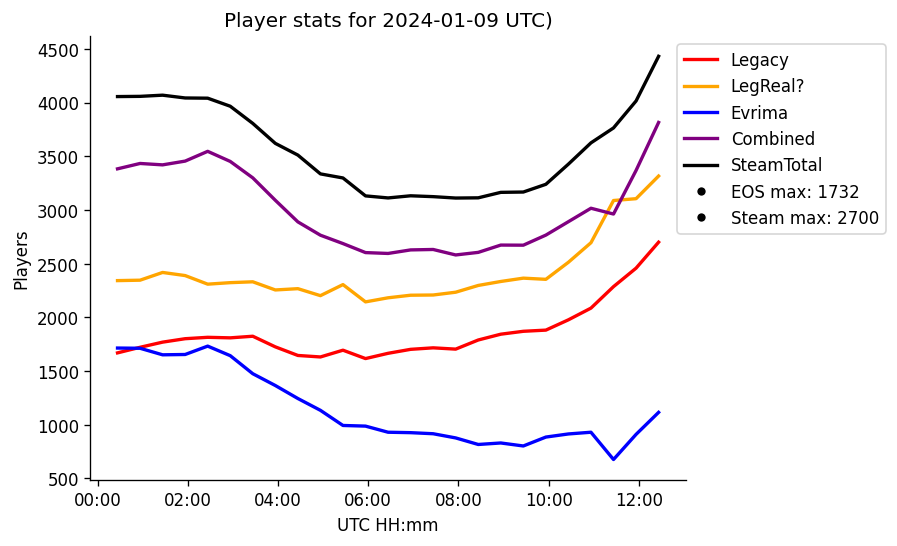 Player stats for 2024-01-09 UTC)
Players
4500
4000
3500
3000
2500
2000
1500
1000
500
00:00 02:00 04:00 06:00 08:00 10:00 12:00
UTC HH:mm
Legacy
LegReal?
Evrima
Combined
SteamTotal
EOS max: 1732
Steam max: 2700